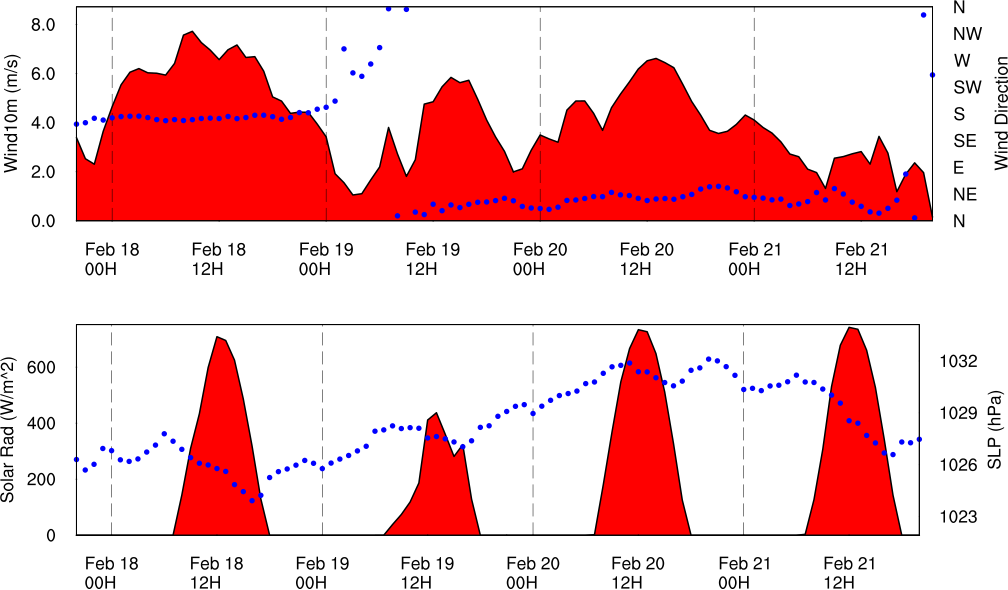 N
8.0
NW
W
6.0
SW
4.0
S
SE
2.0
E
NE
0.0
N
Wind10m (m/s)
Wind Direction
Feb 18 Feb 18 Feb 19 Feb 19 Feb 20 Feb 20 Feb 21 Feb 21
00H 12H 00H 12H 00H 12H 00H 12H
600
1032
400
1029
200
1026
0
1023
Solar Rad (W/m^2)
SLP (hPa)
Feb 18 Feb 18 Feb 19 Feb 19 Feb 20 Feb 20 Feb 21 Feb 21
00H 12H 00H 12H 00H 12H 00H 12H